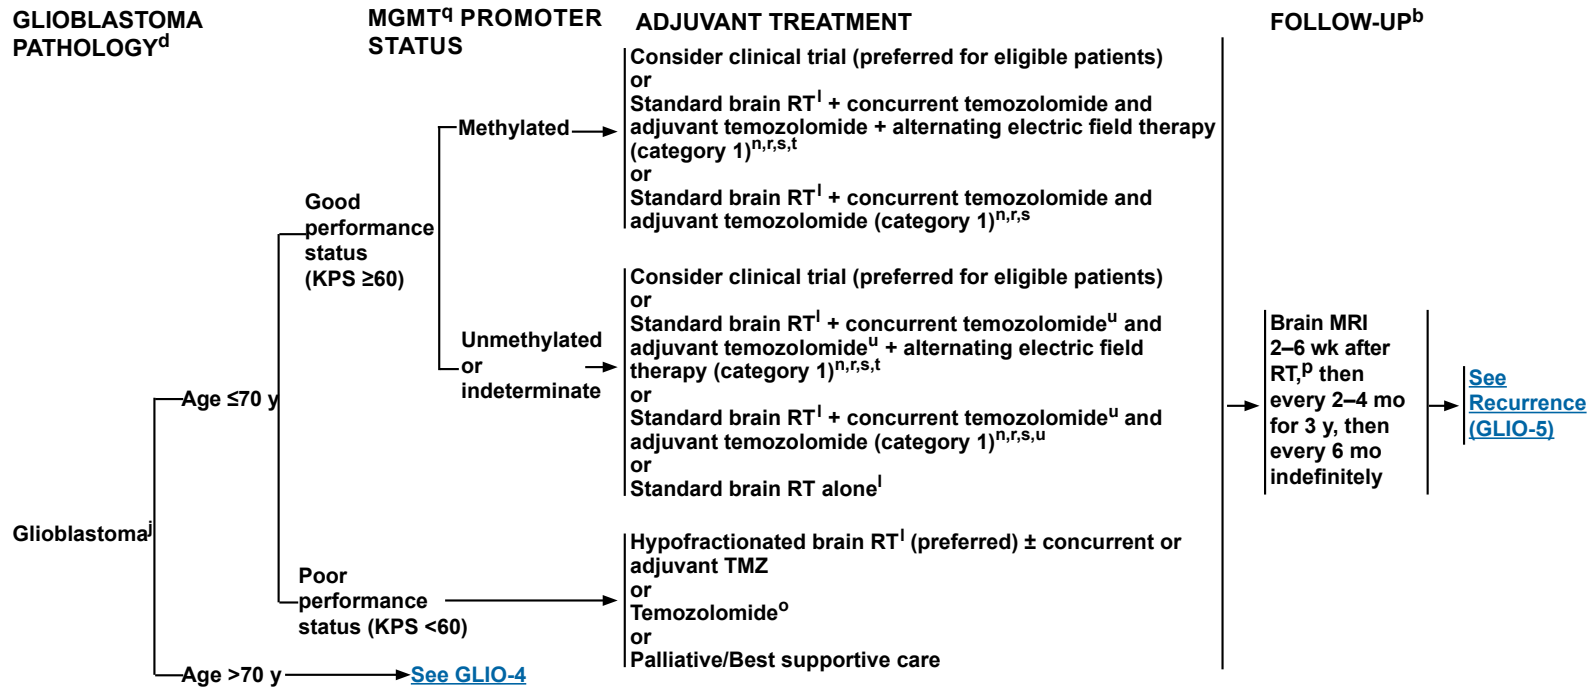 GLIOBLASTOMA
PATHOLOGYd
MGMTq PROMOTER
STATUS
ADJUVANT TREATMENT
FOLLOW-UPb
Glioblastomaj
Age ≤70 y
Good
performance
status
(KPS ≥60)
Methylated
Consider clinical trial (preferred for eligible patients)
or
Standard brain RTl + concurrent temozolomide and
adjuvant temozolomide + alternating electric field therapy
(category 1)n,r,s,t
or
Standard brain RTl + concurrent temozolomide and
adjuvant temozolomide (category 1)n,r,s
Unmethylated
or
indeterminate
Consider clinical trial (preferred for eligible patients)
or
Standard brain RTl + concurrent temozolomideu and
adjuvant temozolomideu + alternating electric field
therapy (category 1)n,r,s,t
or
Standard brain RTl + concurrent temozolomideu and
adjuvant temozolomide (category 1)n,r,s,u
or
Standard brain RT alonel
Poor
performance
status (KPS <60)
Hypofractionated brain RTl (preferred) ± concurrent or
adjuvant TMZ
or
Temozolomideo
or
Palliative/Best supportive care
Age >70 y
See GLIO-4
Brain MRI
2–6 wk after
RT,p then
every 2–4 mo
for 3 y, then
every 6 mo
indefinitely
See
Recurrence
(GLIO-5)